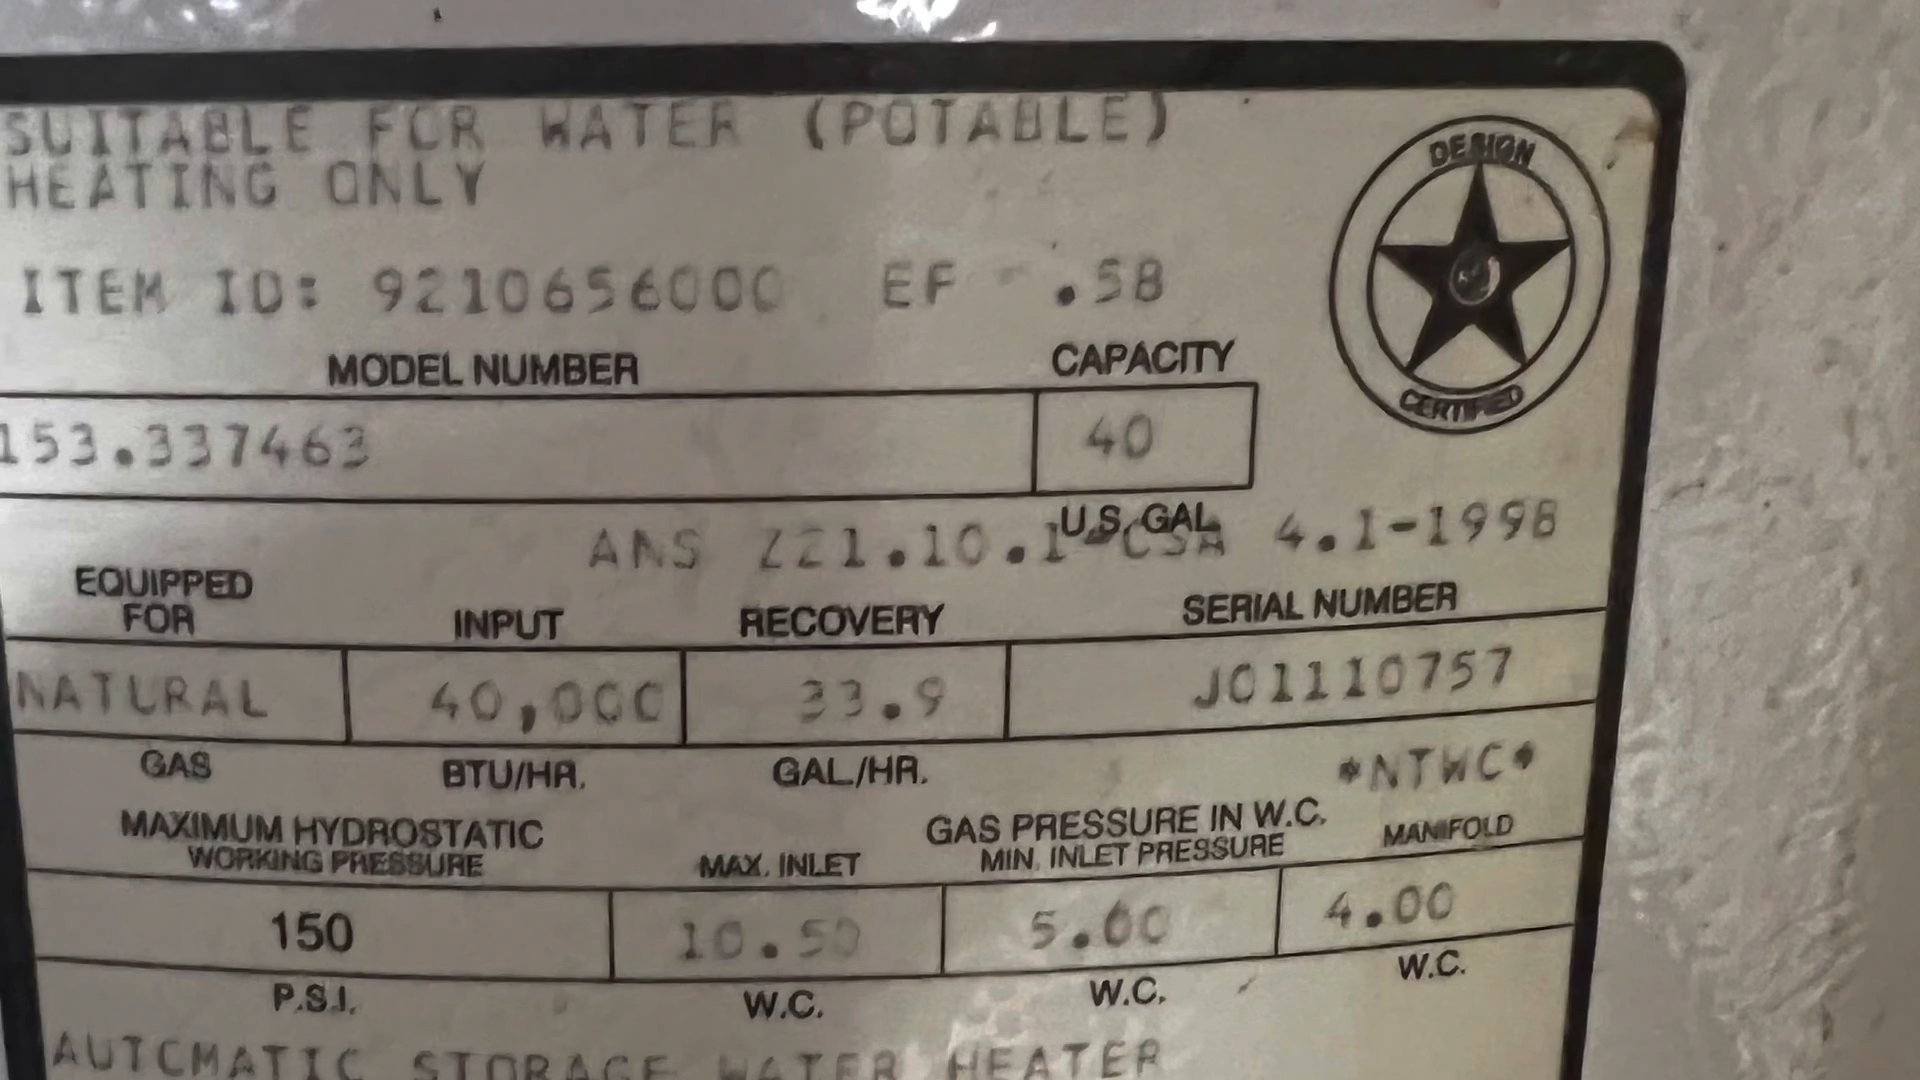 SUITABLE FOR WATER (POTABLE)
HEATING ONLY
ITEM ID: 9210656000 EF .58
MODEL NUMBER CAPACITY
153.337463 40
U.S. GAL.
ANS Z21.10.1-CSA 4.1-1998
EQUIPPED FOR INPUT RECOVERY SERIAL NUMBER
NATURAL 40,000 33.9 J01110757
GAS BTU/HR. GAL/HR. *NTWC*
MAXIMUM HYDROSTATIC GAS PRESSURE IN W.C.
WORKING PRESSURE MAX. INLET MIN. INLET PRESSURE MANIFOLD
150 10.50 5.00 4.00
P.S.I. W.C. W.C. W.C.
AUTOMATIC STORAGE WATER HEATER
DESIGN
CERTIFIED